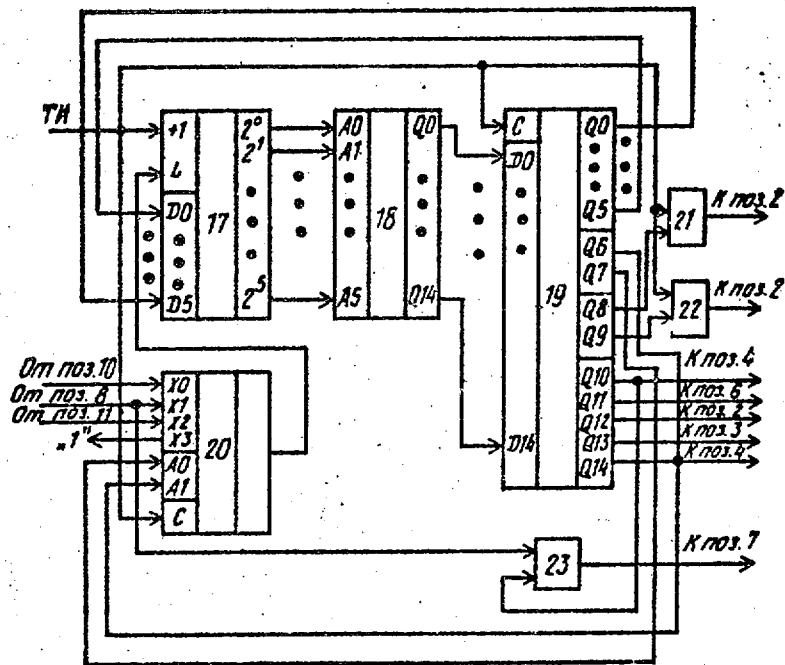 ТИ
+1
L
D0
D5
17
2⁰
2¹
2⁵
A0
A1
A5
18
Q0
Q14
C
D0
D14
19
Q0
Q5
Q6
Q7
Q8
Q9
Q10
Q11
Q12
Q13
Q14
21
К поз.2
22
К поз.2
К поз.4
К поз.6
К поз.2
К поз.3
К поз.4
От поз.10
От поз.8
От поз.11
„1"
X0
X1
X2
X3
A0
A1
C
20
23
К поз.7